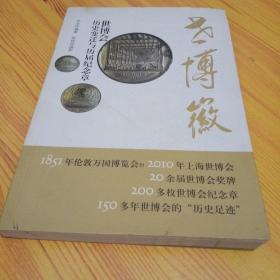 世博徽
世博会
历史变迁与历届纪念章
1851年伦敦万国博览会to 2010年上海世博会
20余届世博会奖牌
200多枚世博会纪念章
150多年世博会的“历史足迹”